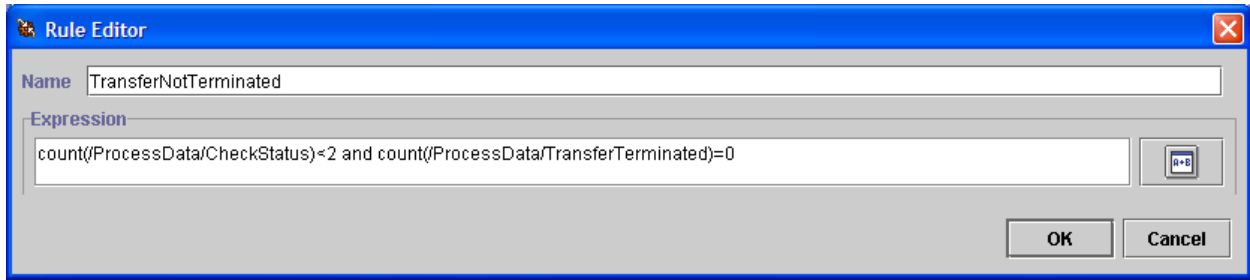 Rule Editor
Name TransferNotTerminated
Expression
count(/ProcessData/CheckStatus)<2 and count(/ProcessData/TransferTerminated)=0
A+B
OK Cancel